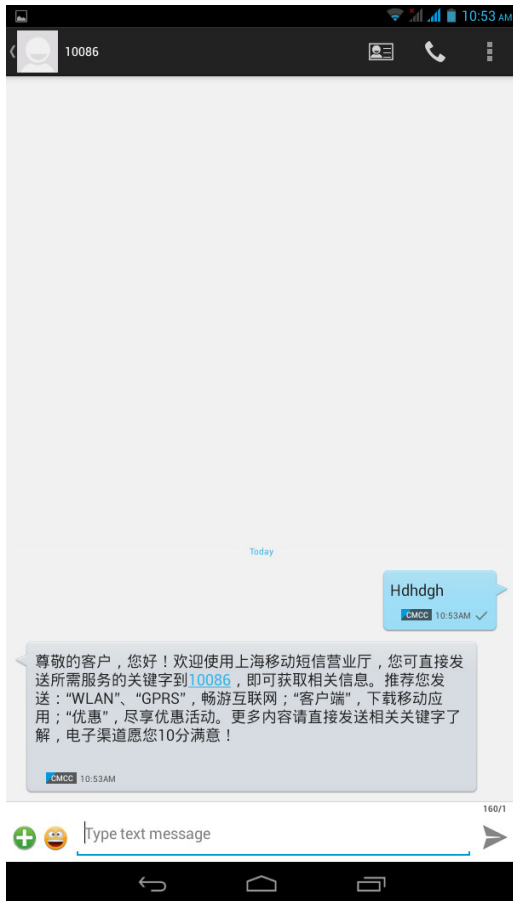 10:53 AM
10086
Today
Hdhdgh
CMCC 10:53AM
尊敬的客户，您好！欢迎使用上海移动短信营业厅，您可直接发
送所需服务的关键字到10086，即可获取相关信息。推荐您发
送：“WLAN”、“GPRS”，畅游互联网；“客户端”，下载移动应
用；“优惠”，尽享优惠活动。更多内容请直接发送相关关键字了
解，电子渠道愿您10分满意！
CMCC 10:53AM
160/1
Type text message